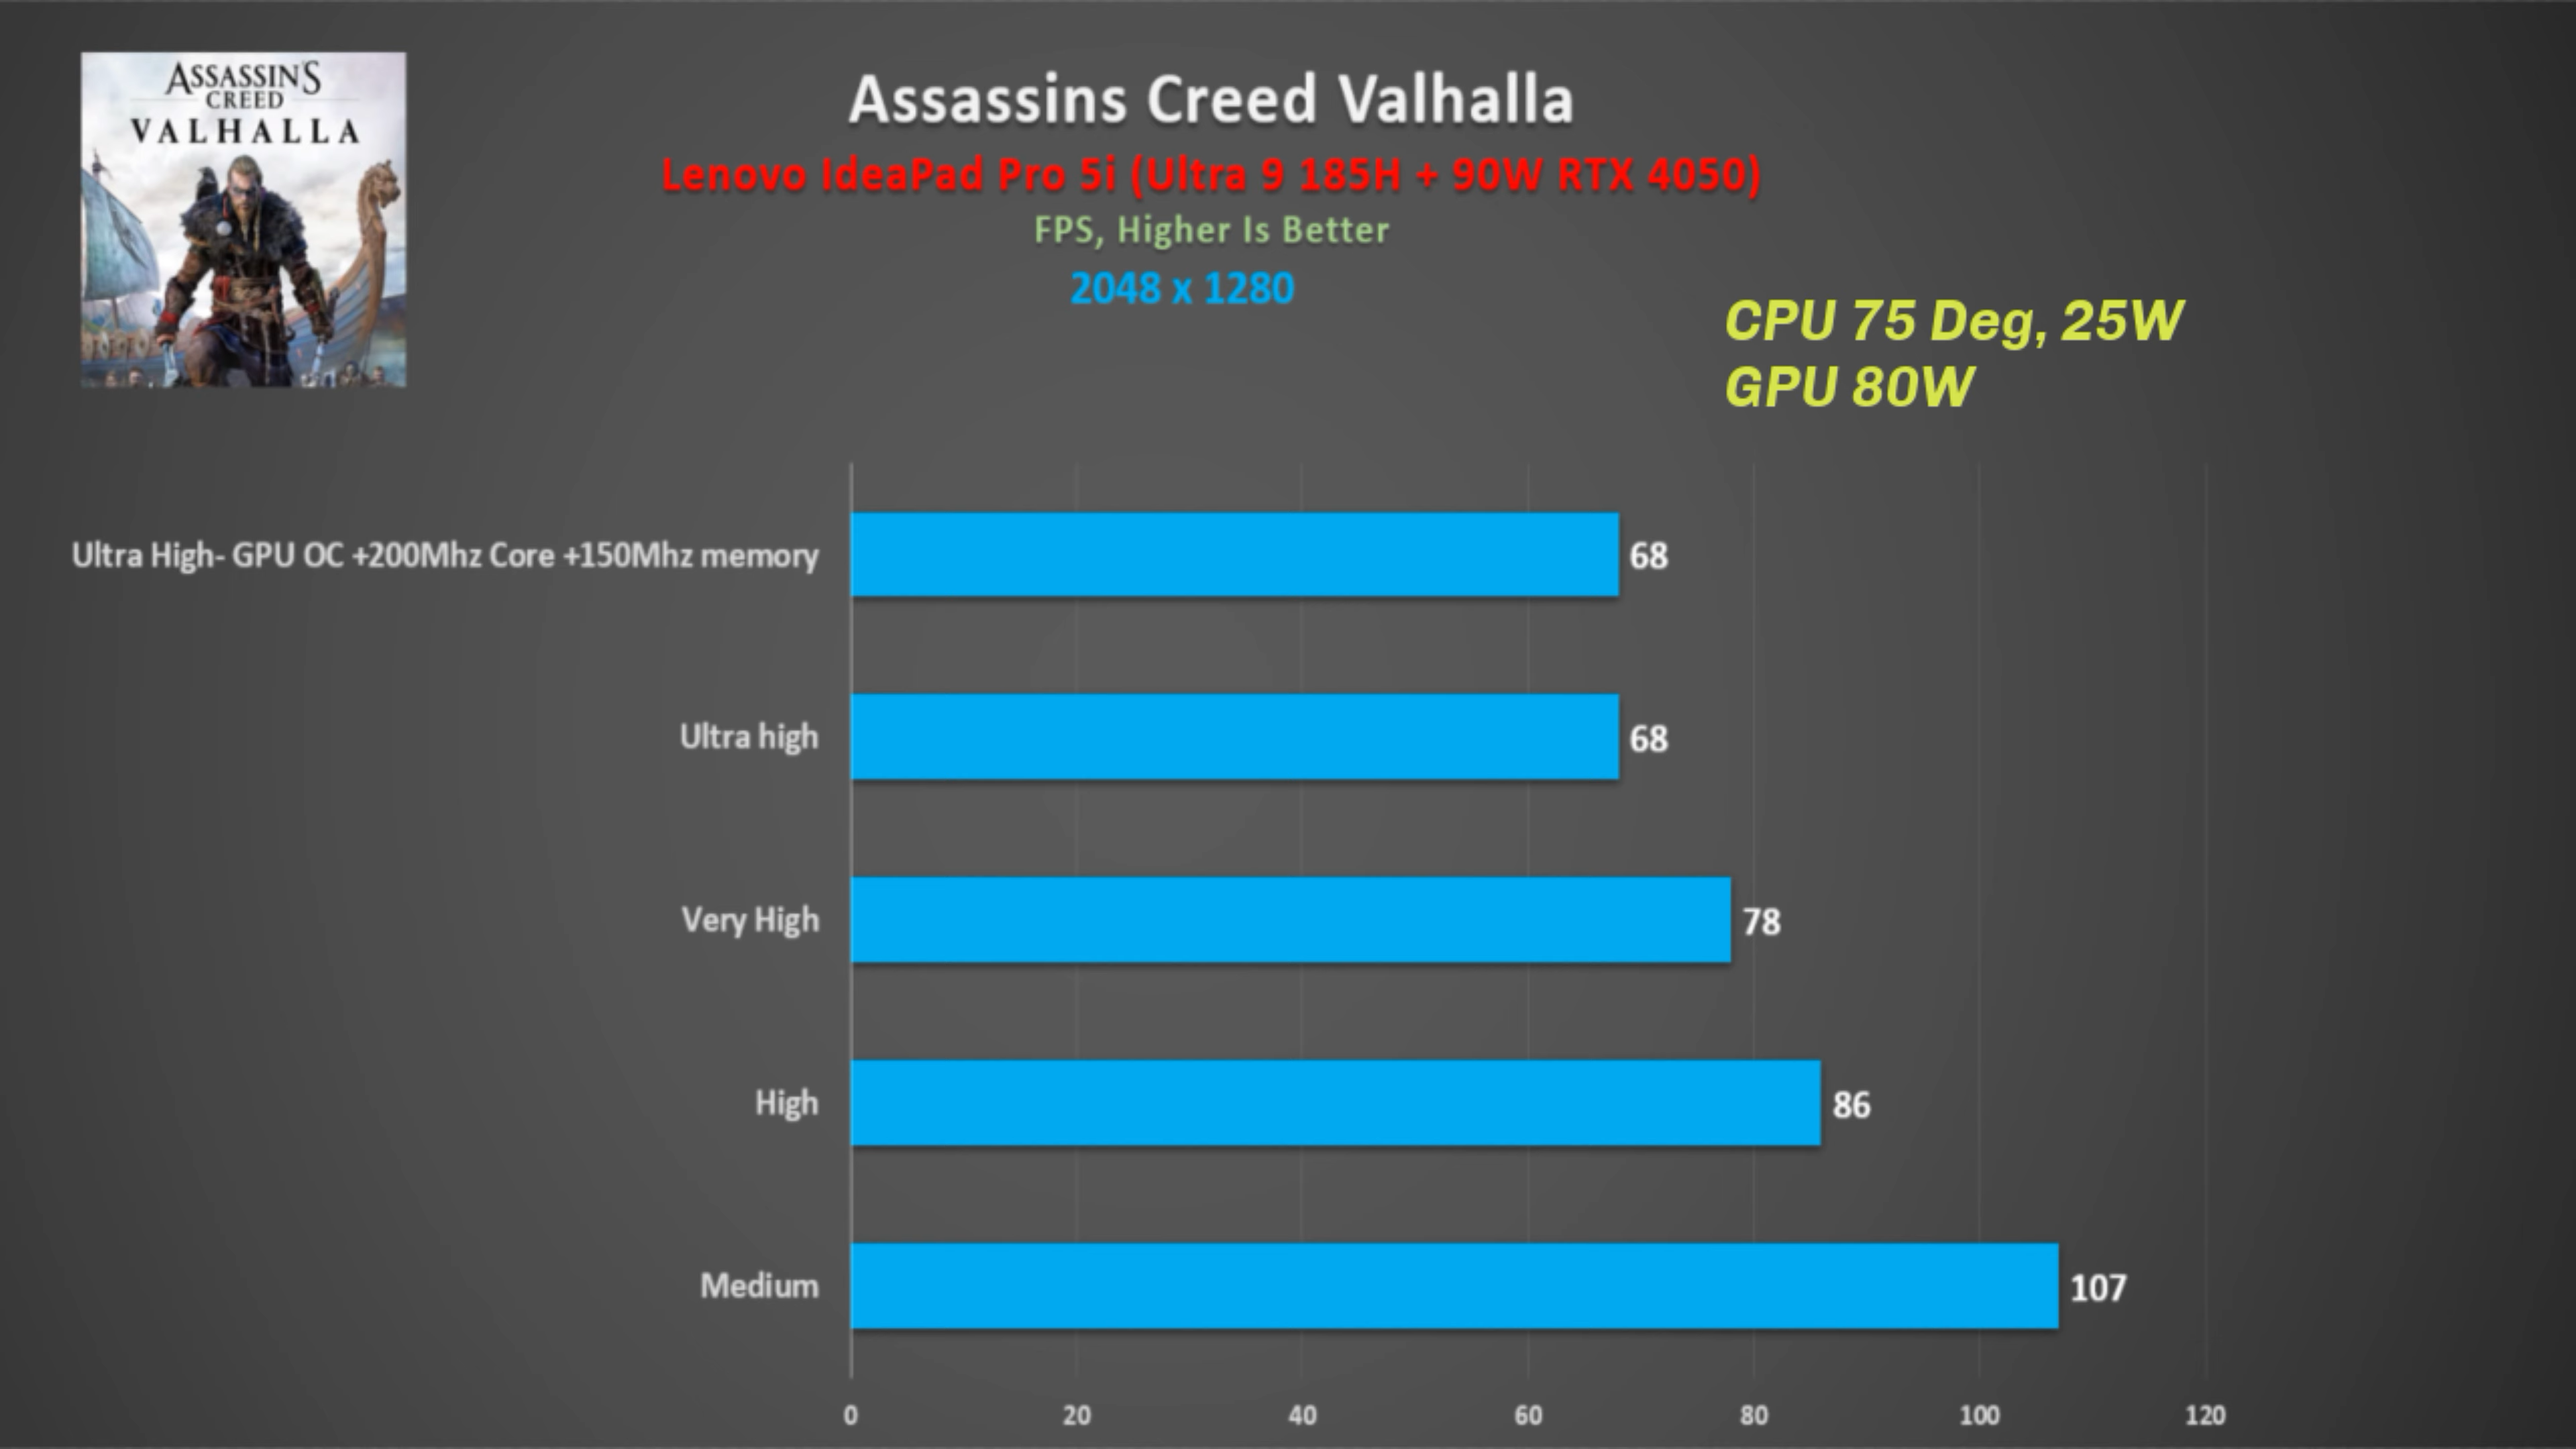 ASSASSIN'S
CREED
VALHALLA
Assassins Creed Valhalla
Lenovo IdeaPad Pro 5i (Ultra 9 185H + 90W RTX 4050)
FPS, Higher Is Better
2048 x 1280
CPU 75 Deg, 25W
GPU 80W
Ultra High- GPU OC +200Mhz Core +150Mhz memory 68
Ultra high 68
Very High 78
High 86
Medium 107
0 20 40 60 80 100 120